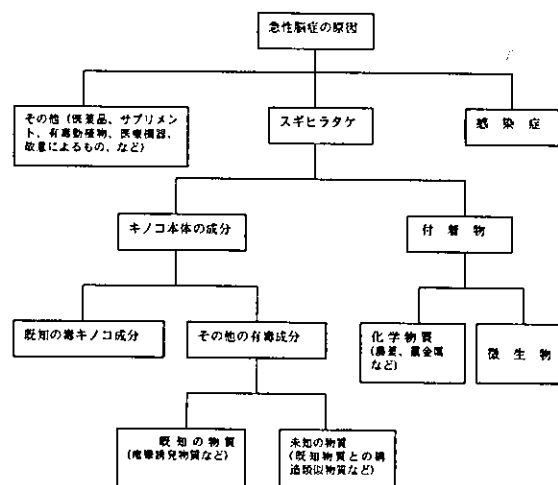 急性脳症の原因
その他（医薬品、サプリメン
ト、有毒動植物、医療機器、
故意によるもの、など）
スギヒラタケ
感染症
キノコ本体の成分
付着物
既知の毒キノコ成分
その他の有毒成分
化学物質
（農薬、重金属
など）
微生物
既知の物質
（痙攣誘発物質など）
未知の物質
（既知物質との構
造類似物質など）